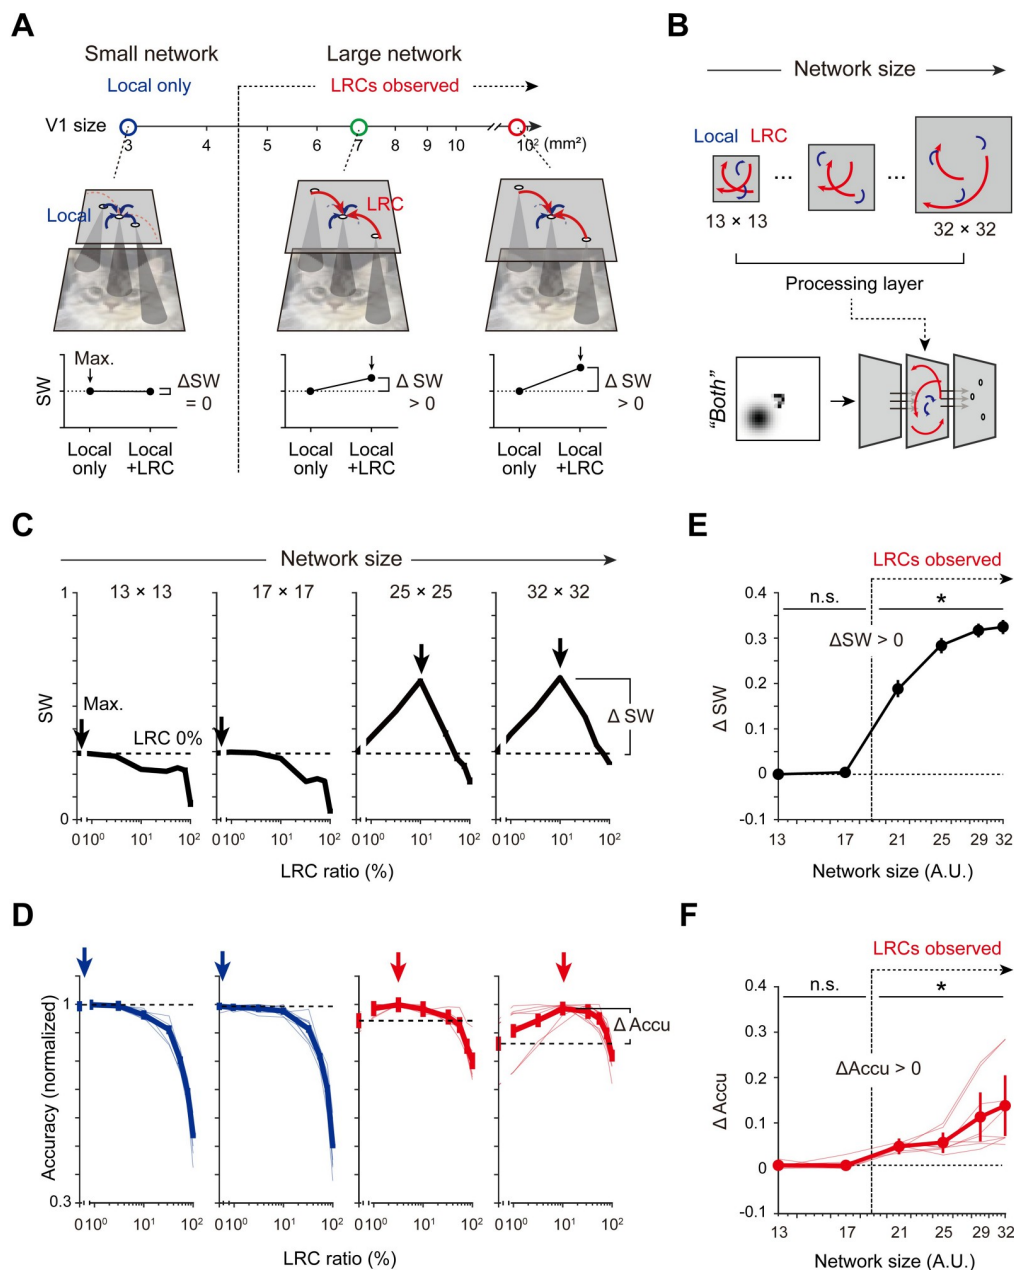 A
Small network
Large network
Local only
LRCs observed
V1 size
3
4
5
6
7
8
9
10
10² (mm²)
Local
LRC
SW
Max.
ΔSW
= 0
Local
only
Local
+LRC
Δ SW
> 0
Local
only
Local
+LRC
Δ SW
> 0
Local
only
Local
+LRC
B
Network size
Local LRC
...
...
13 × 13
32 × 32
Processing layer
"Both"
C
Network size
13 × 13
17 × 17
25 × 25
32 × 32
1
SW
Max.
LRC 0%
Δ SW
0
0 10⁰ 10¹ 10²
0 10⁰ 10¹ 10²
0 10⁰ 10¹ 10²
0 10⁰ 10¹ 10²
LRC ratio (%)
E
LRCs observed
n.s.
*
ΔSW > 0
Δ SW
0.4
0.3
0.2
0.1
0
-0.1
13 17 21 25 29 32
Network size (A.U.)
D
Accuracy (normalized)
1
0.3
Δ Accu
0 10⁰ 10¹ 10²
0 10⁰ 10¹ 10²
0 10⁰ 10¹ 10²
0 10⁰ 10¹ 10²
LRC ratio (%)
F
LRCs observed
n.s.
*
ΔAccu > 0
Δ Accu
0.4
0.3
0.2
0.1
0
-0.1
13 17 21 25 29 32
Network size (A.U.)